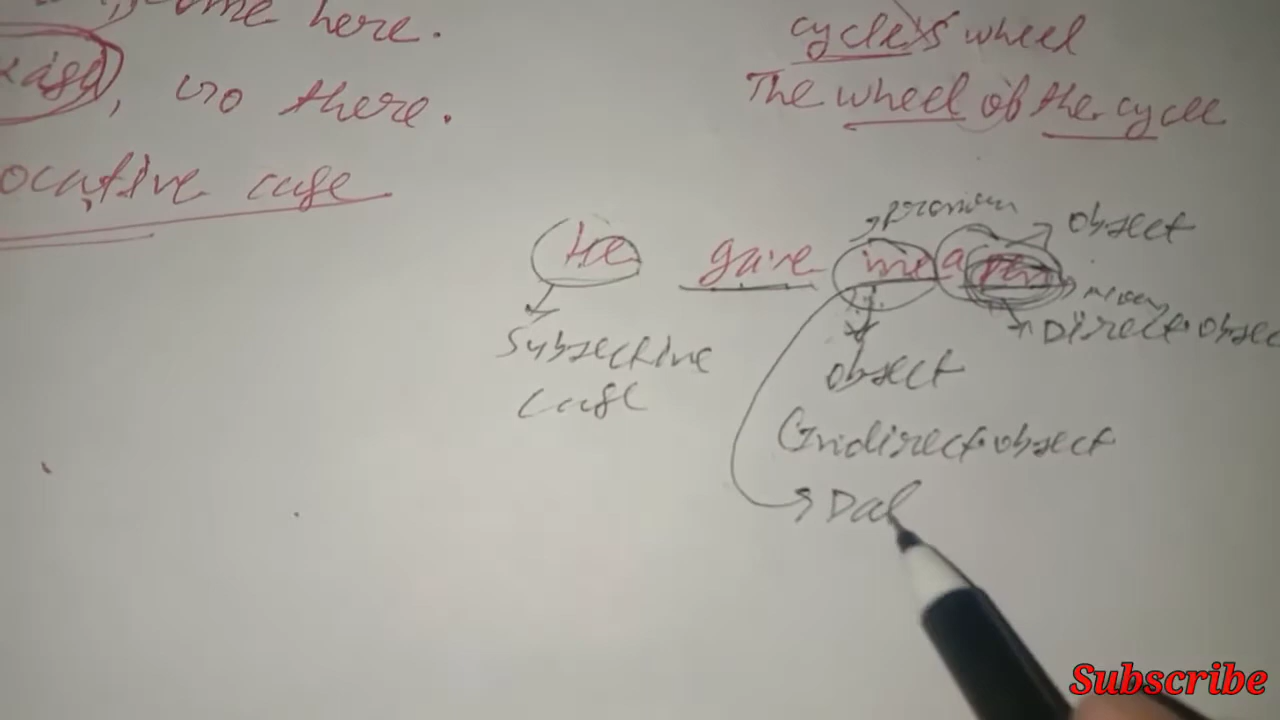 come here.
, Go there.
ocative case
cycle's wheel
The wheel of the cycle
He gave me a pen
pronoun
object
noun
Direct object
Subjective
case
object
Indirect object
Dat
Subscribe